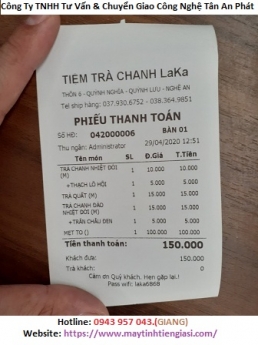 Công Ty TNHH Tư Vấn & Chuyển Giao Công Nghệ Tân An Phát
TIỆM TRÀ CHANH LaKa
THÔN 6 - QUỲNH NGHĨA - QUỲNH LƯU - NGHỆ AN
Tel ship hàng: 037.930.6752 - 038.364.9851
PHIẾU THANH TOÁN
Số HĐ: 042000006 BÀN 01
Thu ngân: Administrator 29/04/2020 12:51
Tên món SL Đ.Giá T.Tiền
TRÀ CHANH NHIỆT ĐỚI (M) 1 10.000 10.000
+THẠCH LÔ HỘI 1 5.000 5.000
TRÀ QUẤT (M) 1 15.000 15.000
TRÀ CHANH DÀO 1 15.000 15.000
NHIỆT ĐỚI (M)
+TRÂN CHÂU ĐEN 1 5.000 5.000
MẸT TO () 1 100.000 100.000
Tiền thanh toán: 150.000
Khách đưa: 150.000
Trả khách: 0
Cảm ơn Quý khách. Hẹn gặp lại.!
Pass wifi: laka6868
Hotline: 0943 957 043.(GIANG)
Website: https://www.maytinhtiengiasi.com/